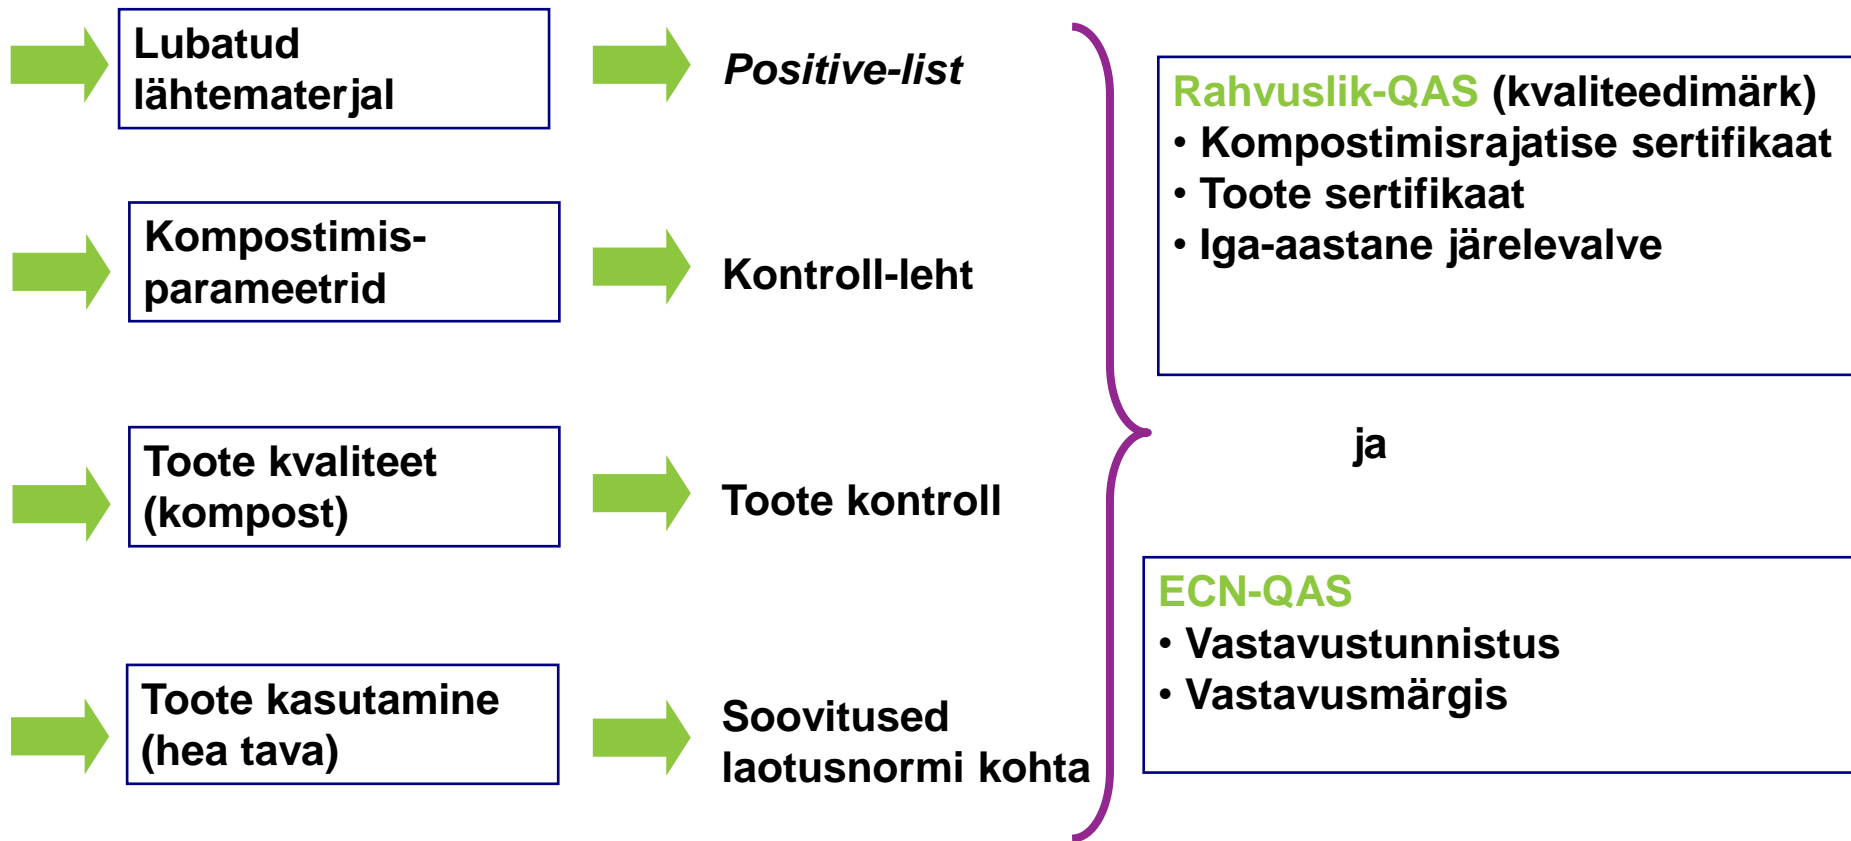 Lubatud
lähtematerjal
Positive-list
Kompostimis-
parameetrid
Kontroll-leht
Toote kvaliteet
(kompost)
Toote kontroll
Toote kasutamine
(hea tava)
Soovitused
laotusnormi kohta
Rahvuslik-QAS (kvaliteedimärk)
• Kompostimisrajatise sertifikaat
• Toote sertifikaat
• Iga-aastane järelevalve
ja
ECN-QAS
• Vastavustunnistus
• Vastavusmärgis